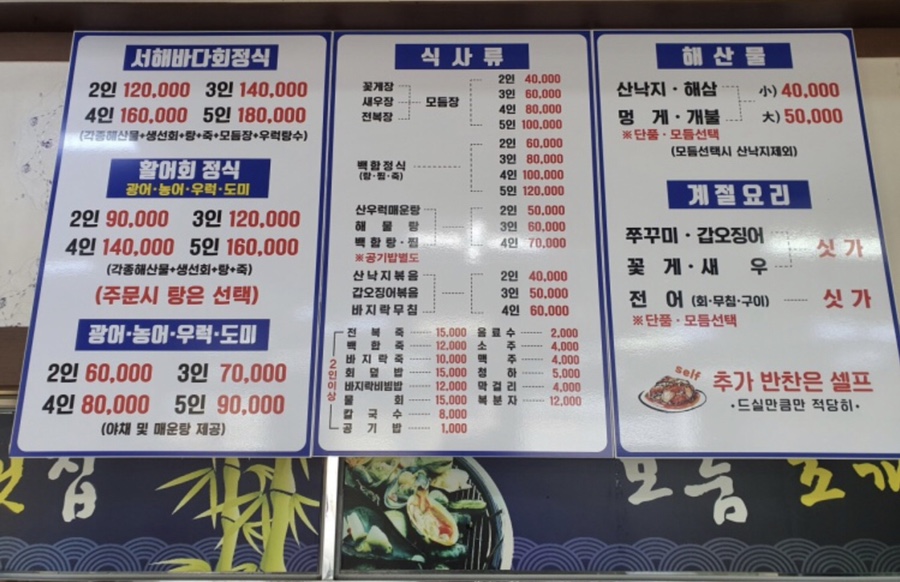 서해바다회정식
2인 120,000 3인 140,000
4인 160,000 5인 180,000
(각종해산물+생선회+탕+죽+모듬장+우럭탕수)
활어회 정식
광어·농어·우럭·도미
2인 90,000 3인 120,000
4인 140,000 5인 160,000
(각종해산물+생선회+탕+죽)
(주문시 탕은 선택)
광어·농어·우럭·도미
2인 60,000 3인 70,000
4인 80,000 5인 90,000
(야채 및 매운탕 제공)
식사류
꽃게장
새우장
전복장
모듬장
2인 40,000
3인 60,000
4인 80,000
5인 100,000
백합정식
(탕·찜·죽)
2인 60,000
3인 80,000
4인 100,000
5인 120,000
산우럭매운탕
해물탕
백합탕·찜
※공기밥별도
2인 50,000
3인 60,000
4인 70,000
산낙지볶음
갑오징어볶음
바지락무침
2인 40,000
3인 50,000
4인 60,000
2인이상
전복죽 15,000
백합죽 12,000
바지락죽 10,000
회덮밥 15,000
바지락비빔밥 12,000
물회 15,000
칼국수 8,000
공기밥 1,000
음료수 2,000
소주 4,000
맥주 4,000
청하 5,000
막걸리 4,000
복분자 12,000
해산물
산낙지·해삼
멍게·개불
小) 40,000
大) 50,000
※단품·모듬선택
(모듬선택시 산낙지제외)
계절요리
쭈꾸미·갑오징어
꽃게·새우
싯가
전어 (회·무침·구이) 싯가
※단품·모듬선택
self
추가 반찬은 셀프
·드실만큼만 적당히·
집
모듬 조개